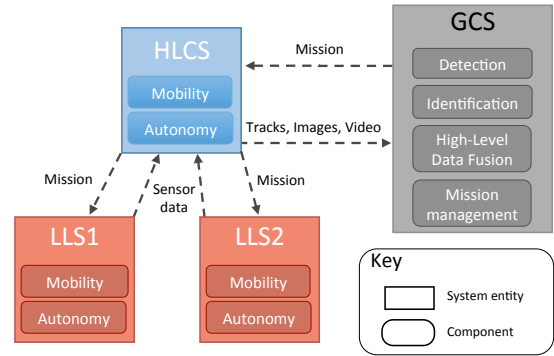 HLCS
Mobility
Autonomy
Mission
Tracks, Images, Video
GCS
Detection
Identification
High-Level
Data Fusion
Mission
management
Mission
Sensor
data
Mission
LLS1
Mobility
Autonomy
LLS2
Mobility
Autonomy
Key
System entity
Component